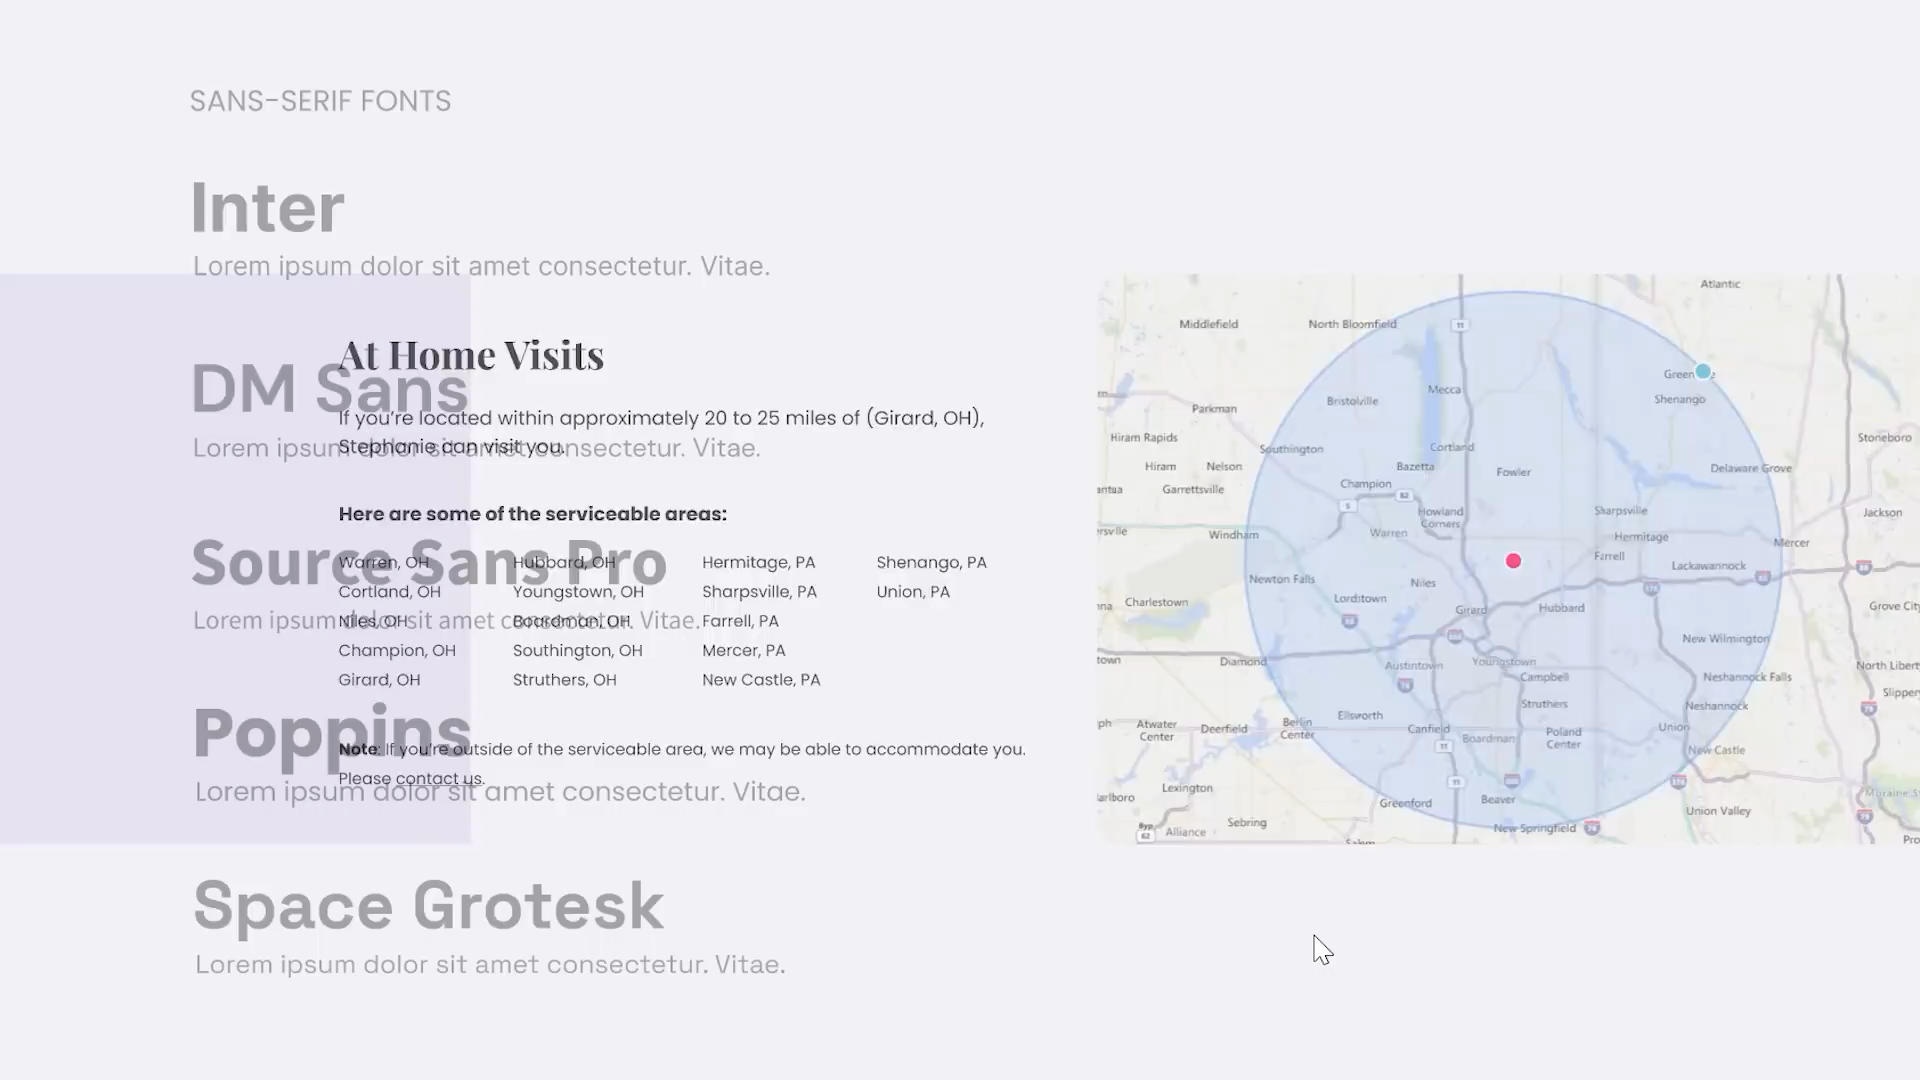 SANS-SERIF FONTS
Inter
Lorem ipsum dolor sit amet consectetur. Vitae.
DM Sans
Lorem ipsum dolor sit amet consectetur. Vitae.
Source Sans Pro
Lorem ipsum dolor sit amet consectetur. Vitae.
Poppins
Lorem ipsum dolor sit amet consectetur. Vitae.
Space Grotesk
Lorem ipsum dolor sit amet consectetur. Vitae.
At Home Visits
If you're located within approximately 20 to 25 miles of (Girard, OH),
Stephanie can visit you.
Here are some of the serviceable areas:
Warren, OH
Cortland, OH
Niles, OH
Champion, OH
Girard, OH
Hubbard, OH
Youngstown, OH
Boardman, OH
Southington, OH
Struthers, OH
Hermitage, PA
Sharpsville, PA
Farrell, PA
Mercer, PA
New Castle, PA
Shenango, PA
Union, PA
Note: If you're outside of the serviceable area, we may be able to accommodate you.
Please contact us.
Atlantic
Middlefield
North Bloomfield
11
Mecca
Bristolville
Parkman
Shenango
Hiram Rapids
Southington
Cortland
Stoneboro
Hiram
Nelson
Bazetta
Fowler
Delaware Grove
Garrettsville
Champion
82
5
Howland
Corners
Sharpsville
Jackson
Windham
Warren
Hermitage
Mercer
Farrell
Lackawannock
Newton Falls
Niles
Lordstown
Charlestown
Girard
Hubbard
Grove City
New Wilmington
Diamond
Austintown
Youngstown
North Libert
Campbell
Neshannock Falls
Slippery
Struthers
Neshannock
Atwater
Center
Deerfield
Berlin
Center
Ellsworth
Canfield
Boardman
Poland
Center
Union
11
New Castle
Lexington
11
Greenford
Beaver
Union Valley
Sebring
Alliance
Byp
62
New Springfield
Salem